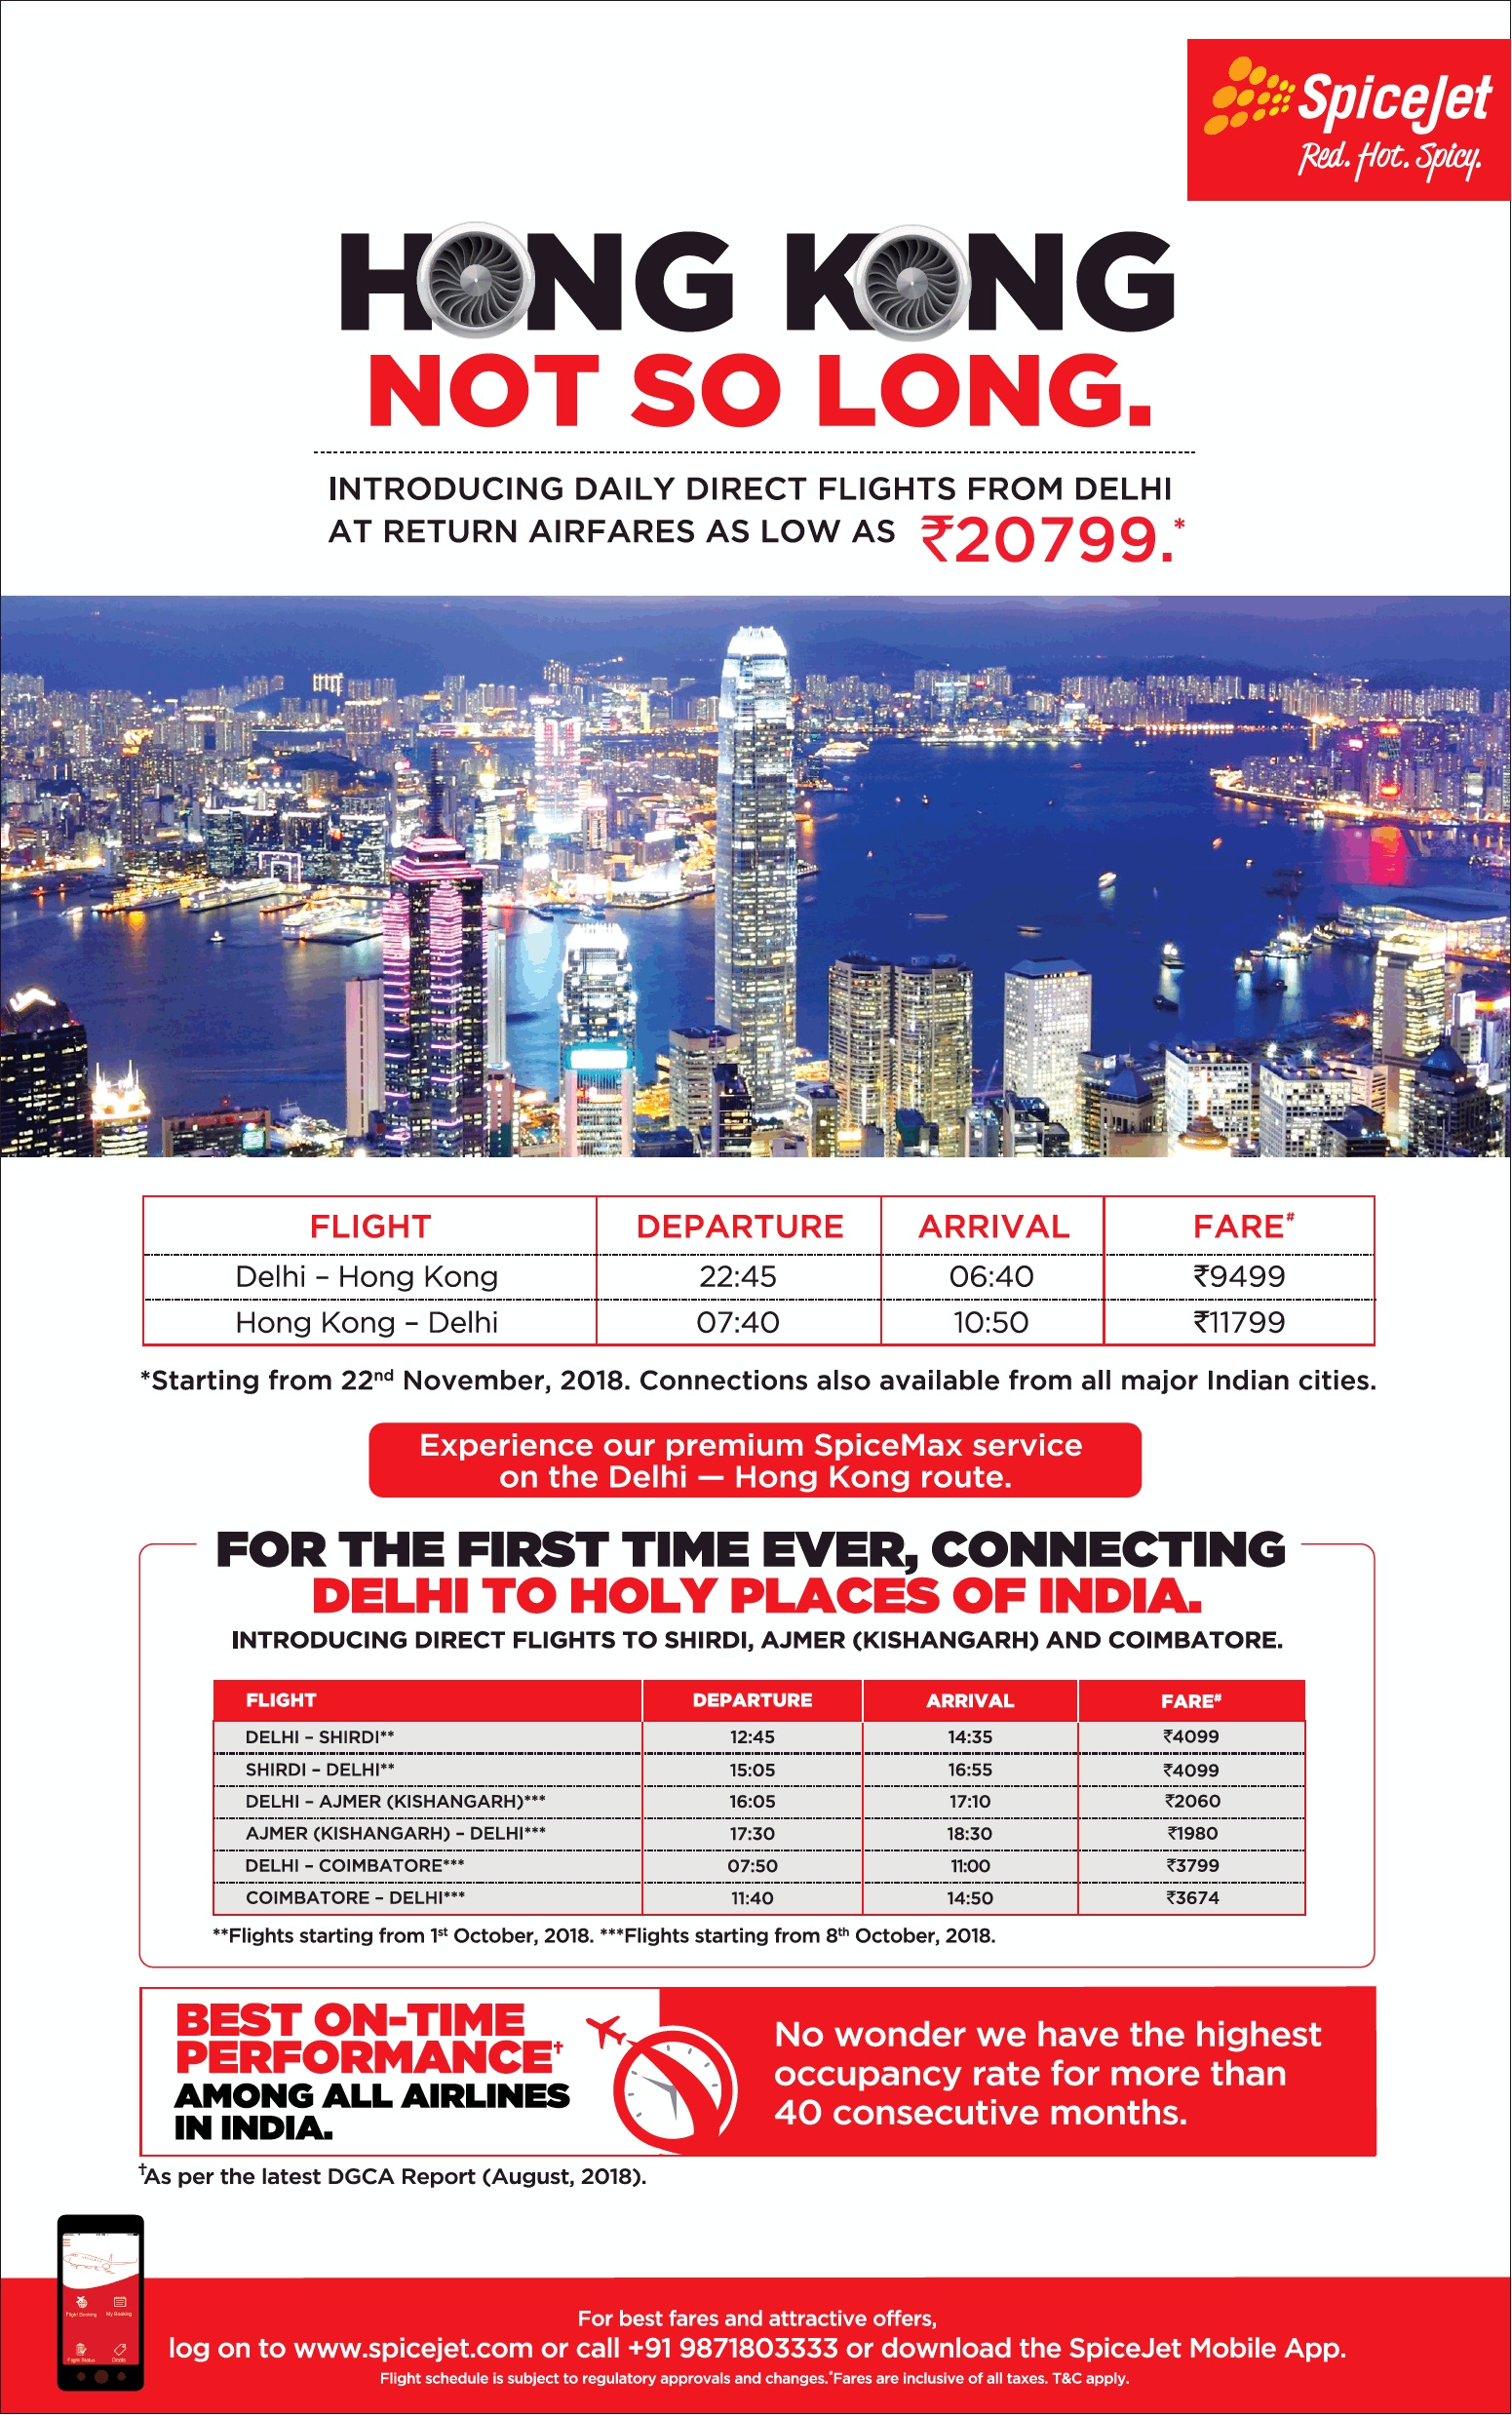 SpiceJet
Red. Hot. Spicy.
HONG KONG
NOT SO LONG.
INTRODUCING DAILY DIRECT FLIGHTS FROM DELHI
AT RETURN AIRFARES AS LOW AS ₹20799.*
FLIGHT DEPARTURE ARRIVAL FARE#
Delhi – Hong Kong 22:45 06:40 ₹9499
Hong Kong – Delhi 07:40 10:50 ₹11799
*Starting from 22nd November, 2018. Connections also available from all major Indian cities.
Experience our premium SpiceMax service
on the Delhi — Hong Kong route.
FOR THE FIRST TIME EVER, CONNECTING
DELHI TO HOLY PLACES OF INDIA.
INTRODUCING DIRECT FLIGHTS TO SHIRDI, AJMER (KISHANGARH) AND COIMBATORE.
FLIGHT DEPARTURE ARRIVAL FARE#
DELHI – SHIRDI** 12:45 14:35 ₹4099
SHIRDI – DELHI** 15:05 16:55 ₹4099
DELHI – AJMER (KISHANGARH)*** 16:05 17:10 ₹2060
AJMER (KISHANGARH) – DELHI*** 17:30 18:30 ₹1980
DELHI – COIMBATORE*** 07:50 11:00 ₹3799
COIMBATORE – DELHI*** 11:40 14:50 ₹3674
**Flights starting from 1st October, 2018. ***Flights starting from 8th October, 2018.
BEST ON-TIME
PERFORMANCE†
AMONG ALL AIRLINES
IN INDIA.
No wonder we have the highest
occupancy rate for more than
40 consecutive months.
†As per the latest DGCA Report (August, 2018).
Flight Booking My Booking
Flight Status Deals
For best fares and attractive offers,
log on to www.spicejet.com or call +91 9871803333 or download the SpiceJet Mobile App.
Flight schedule is subject to regulatory approvals and changes. #Fares are inclusive of all taxes. T&C apply.